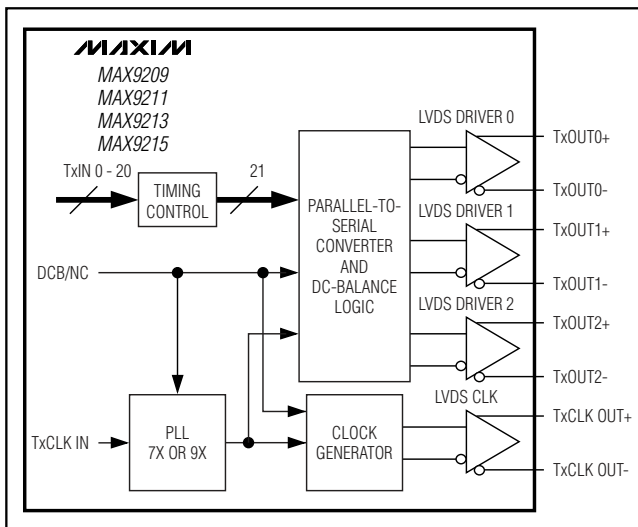 MAXIM
MAX9209
MAX9211
MAX9213
MAX9215
TxIN 0 - 20
TIMING
CONTROL
21
PARALLEL-TO-
SERIAL
CONVERTER
AND
DC-BALANCE
LOGIC
LVDS DRIVER 0
TxOUT0+
TxOUT0-
LVDS DRIVER 1
TxOUT1+
TxOUT1-
DCB/NC
LVDS DRIVER 2
TxOUT2+
TxOUT2-
TxCLK IN
PLL
7X OR 9X
CLOCK
GENERATOR
LVDS CLK
TxCLK OUT+
TxCLK OUT-